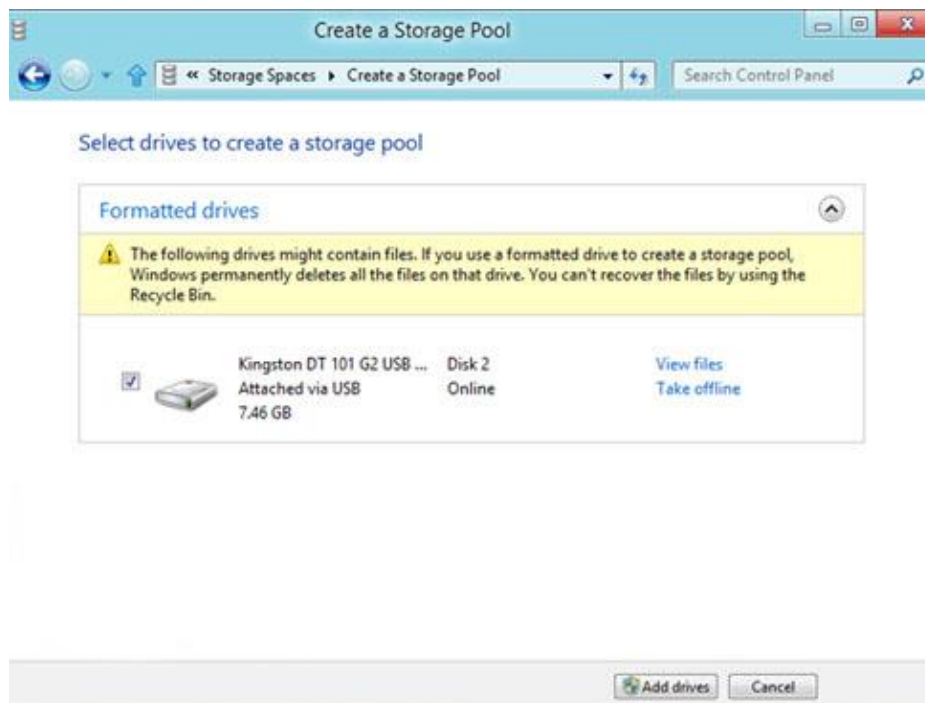 Create a Storage Pool
« Storage Spaces ▸ Create a Storage Pool
Search Control Panel
Select drives to create a storage pool
Formatted drives
The following drives might contain files. If you use a formatted drive to create a storage pool,
Windows permanently deletes all the files on that drive. You can't recover the files by using the
Recycle Bin.
Kingston DT 101 G2 USB ... Disk 2 View files
Attached via USB Online Take offline
7.46 GB
Add drives Cancel